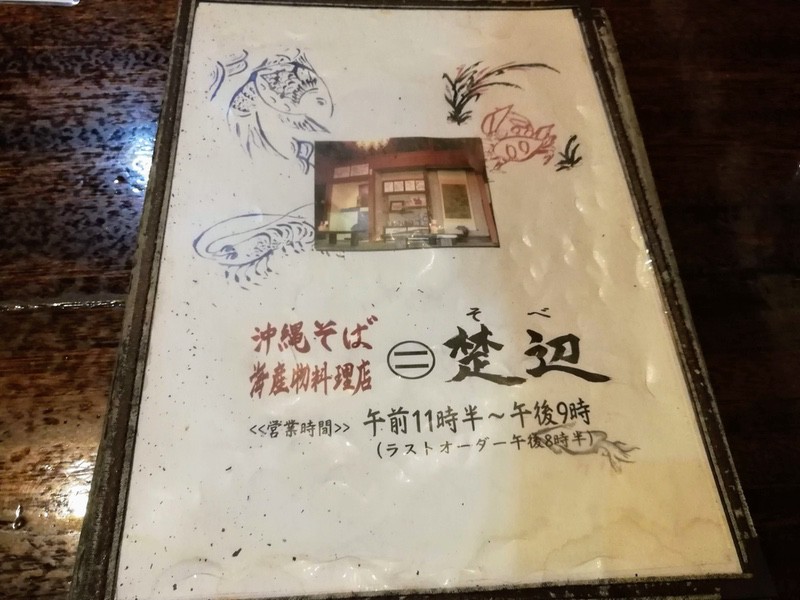 沖縄そば
海産物料理店
㊁
そべ
楚辺
<<営業時間>> 午前11時半～午後9時
(ラストオーダー午後8時半)